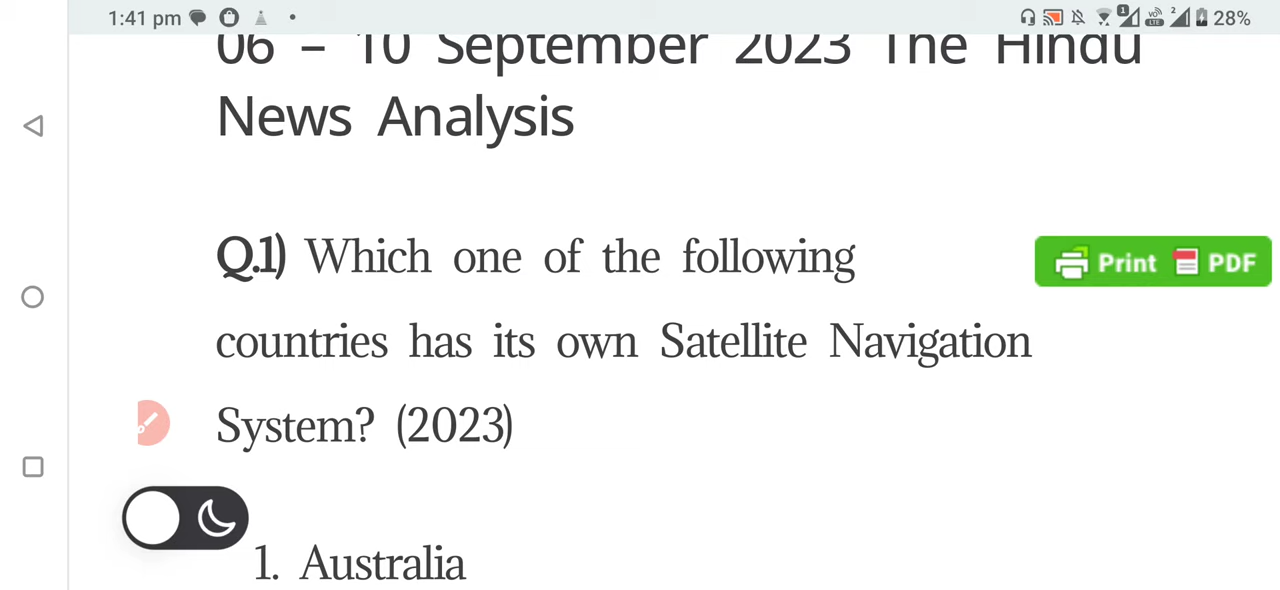 1:41 pm
28%
06 – 10 September 2023 The Hindu
News Analysis
Q.1) Which one of the following
Print PDF
countries has its own Satellite Navigation
System? (2023)
1. Australia